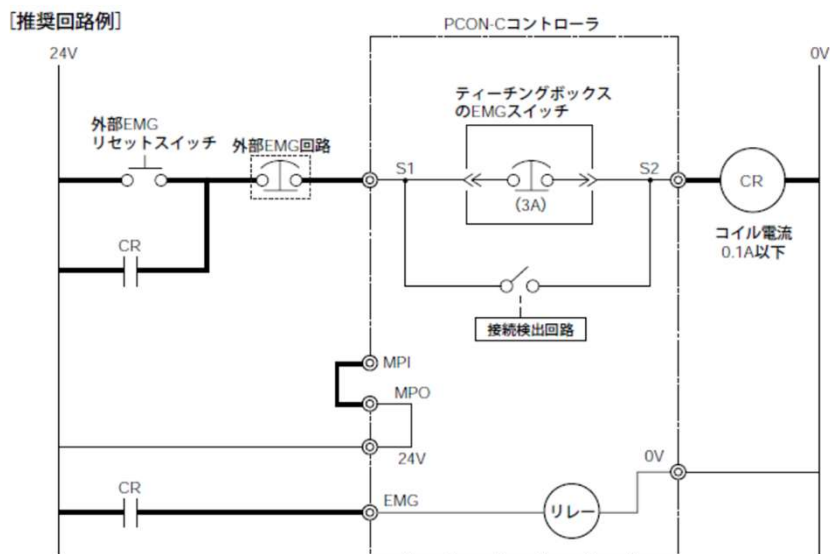 [推奨回路例]
PCON-Cコントローラ
24V
0V
ティーチングボックス
のEMGスイッチ
外部EMG
リセットスイッチ
外部EMG回路
S1
S2
(3A)
CR
コイル電流
0.1A以下
CR
接続検出回路
MPI
MPO
24V
0V
CR
EMG
リレー